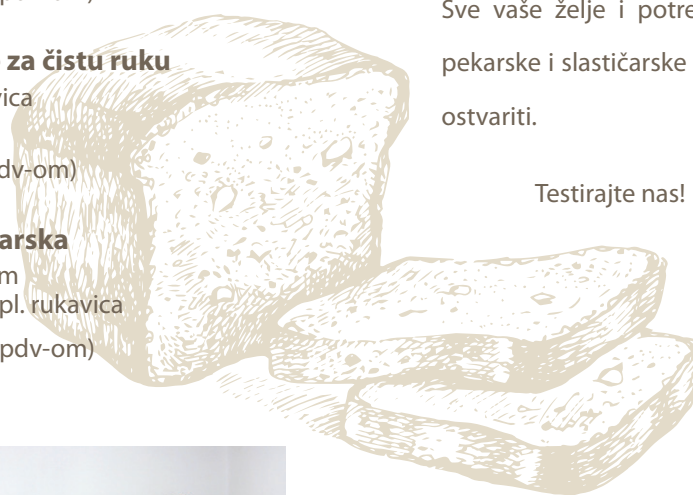 za čistu ruku
dv-om)
arska
pl. rukavica
pdv-om)
Sve vaše želje i potre
pekarske i slastičarske
ostvariti.
Testirajte nas!